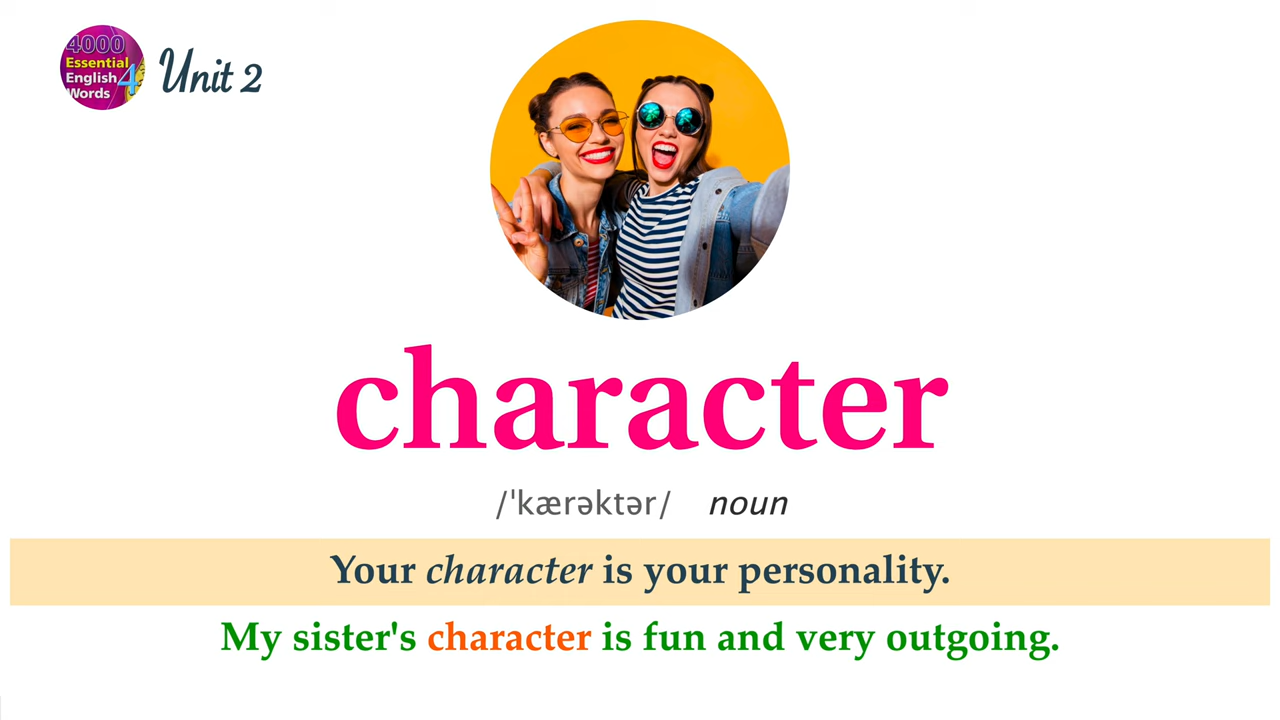 4000
Essential
English
Words
4
Unit 2
character
/ˈkærəktər/ noun
Your character is your personality.
My sister's character is fun and very outgoing.